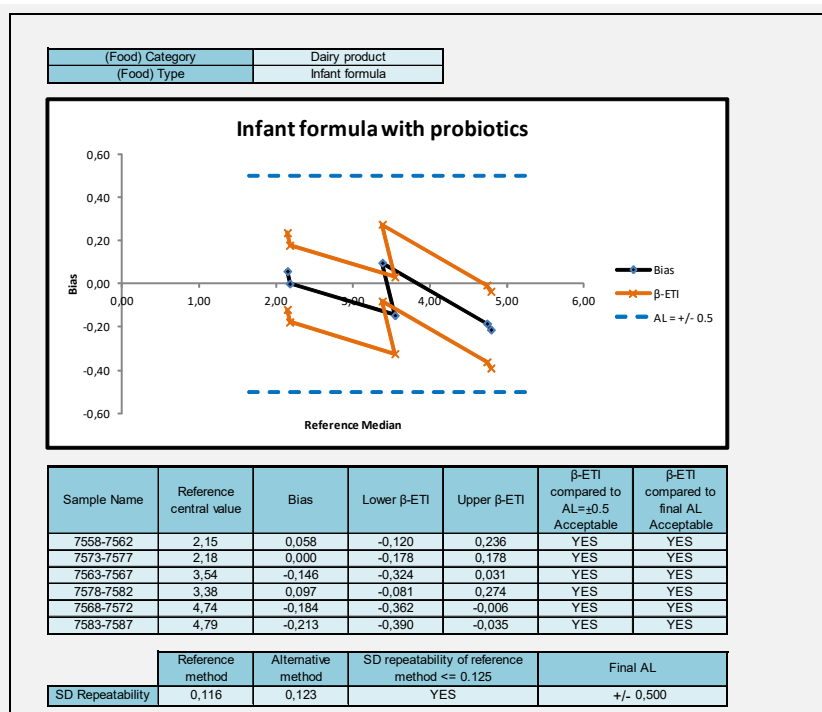 (Food) Category Dairy product
(Food) Type Infant formula
Infant formula with probiotics
0,60
0,40
0,20
0,00
-0,20
-0,40
-0,60
0,00 1,00 2,00 3,00 4,00 5,00 6,00
Bias
Reference Median
Bias
β-ETI
AL = +/- 0.5
Sample Name Reference central value Bias Lower β-ETI Upper β-ETI β-ETI compared to AL=±0.5 Acceptable β-ETI compared to final AL Acceptable
7558-7562 2,15 0,058 -0,120 0,236 YES YES
7573-7577 2,18 0,000 -0,178 0,178 YES YES
7563-7567 3,54 -0,146 -0,324 0,031 YES YES
7578-7582 3,38 0,097 -0,081 0,274 YES YES
7568-7572 4,74 -0,184 -0,362 -0,006 YES YES
7583-7587 4,79 -0,213 -0,390 -0,035 YES YES
Reference method Alternative method SD repeatability of reference method <= 0.125 Final AL
SD Repeatability 0,116 0,123 YES +/- 0,500